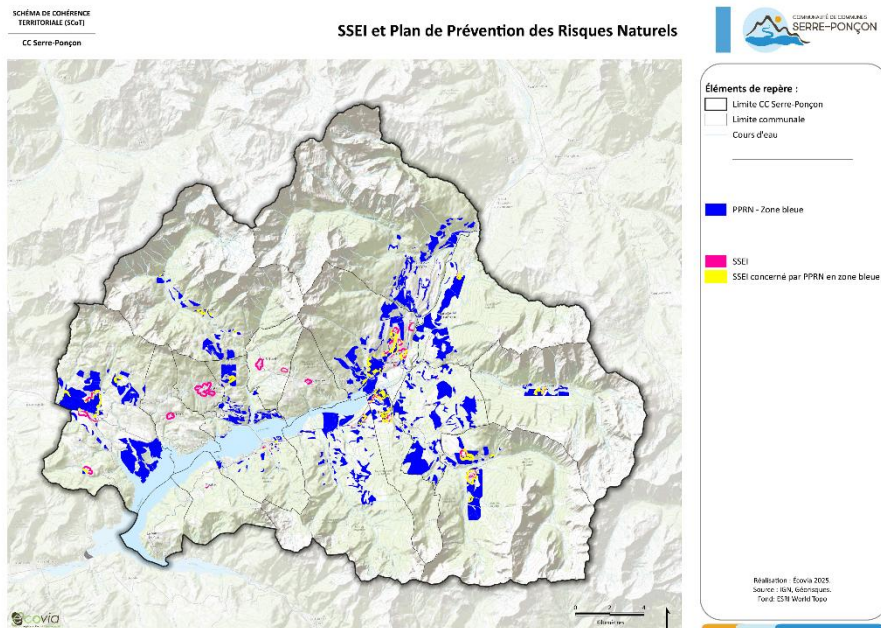 SCHÉMA DE COHÉRENCE
TERRITORIALE (SCoT)
CC Serre-Ponçon
SSEI et Plan de Prévention des Risques Naturels
COMMUNAUTÉ DE COMMUNES
SERRE-PONÇON
Éléments de repère :
Limite CC Serre-Ponçon
Limite communale
Cours d'eau
PPRN - Zone bleue
SSEI
SSEI concerné par PPRN en zone bleue
Réalisation : Écovia 2025.
Source : IGN, Géorisques.
Fond: ESRI World Topo
écovia
0 2 4
Kilomètres